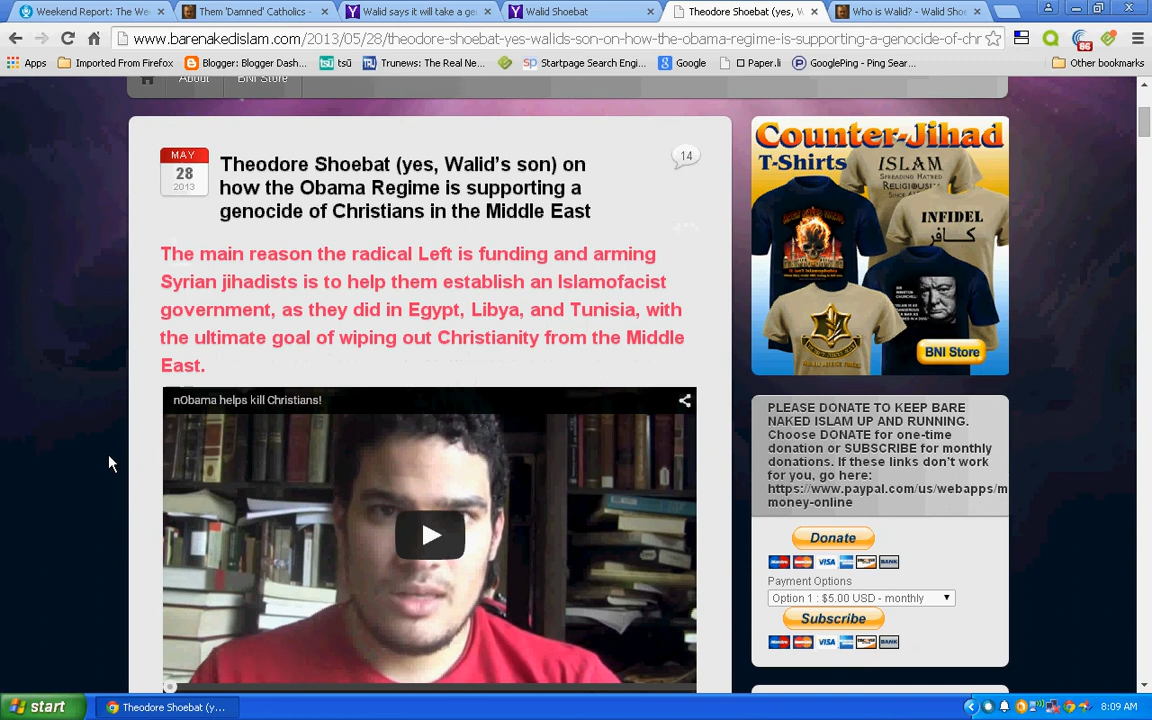 Weekend Report: The We
Them 'Damned' Catholics -
Walid says it will take a ge
Walid Shoebat
Theodore Shoebat (yes, W
Who is Walid? - Walid Shoe
www.barenakedislam.com/2013/05/28/theodore-shoebat-yes-walids-son-on-how-the-obama-regime-is-supporting-a-genocide-of-chr
Apps
Imported From Firefox
Blogger: Blogger Dash...
tsū
Trunews: The Real Ne...
Startpage Search Engi...
Google
Paper.li
GooglePing - Ping Sear...
Other bookmarks
86
About
BNI Store
MAY
28
2013
Theodore Shoebat (yes, Walid's son) on
how the Obama Regime is supporting a
genocide of Christians in the Middle East
14
The main reason the radical Left is funding and arming
Syrian jihadists is to help them establish an Islamofacist
government, as they did in Egypt, Libya, and Tunisia, with
the ultimate goal of wiping out Christianity from the Middle
East.
nObama helps kill Christians!
Counter-Jihad
T-Shirts
ISLAM
SPREADING HATRED
RELIGIOUSLY
INFIDEL
كافر
BNI Store
PLEASE DONATE TO KEEP BARE
NAKED ISLAM UP AND RUNNING.
Choose DONATE for one-time
donation or SUBSCRIBE for monthly
donations. If these links don't work
for you, go here:
https://www.paypal.com/us/webapps/m
money-online
Donate
VISA
BANK
Payment Options
Option 1 : $5.00 USD - monthly
Subscribe
VISA
BANK
start
Theodore Shoebat (y...
8:09 AM